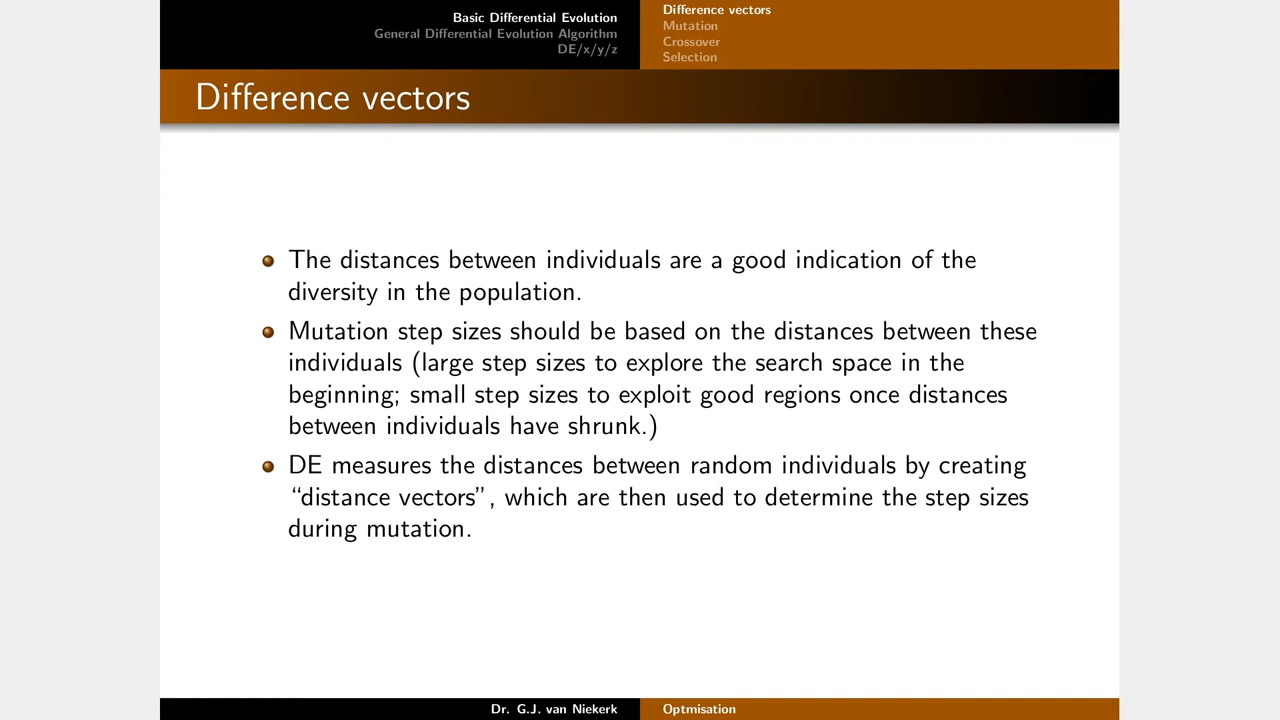 Basic Differential Evolution
General Differential Evolution Algorithm
DE/x/y/z
Difference vectors
Mutation
Crossover
Selection
Difference vectors
The distances between individuals are a good indication of the
diversity in the population.
Mutation step sizes should be based on the distances between these
individuals (large step sizes to explore the search space in the
beginning; small step sizes to exploit good regions once distances
between individuals have shrunk.)
DE measures the distances between random individuals by creating
“distance vectors”, which are then used to determine the step sizes
during mutation.
Dr. G.J. van Niekerk
Optmisation